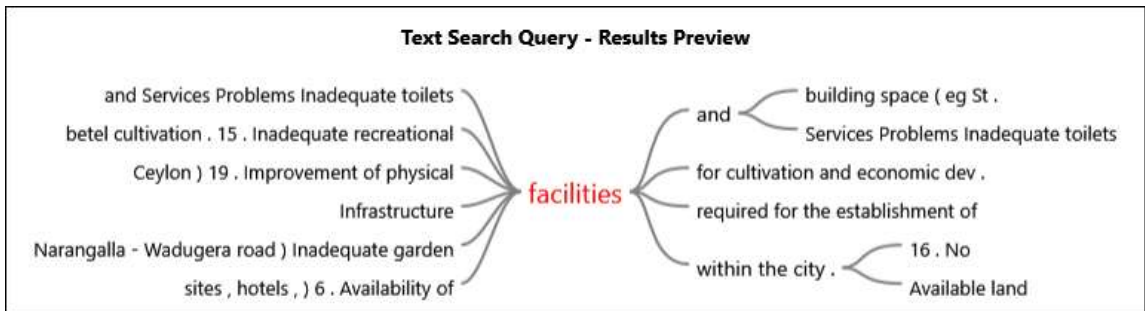 Text Search Query - Results Preview
and Services Problems Inadequate toilets
betel cultivation . 15 . Inadequate recreational
Ceylon ) 19 . Improvement of physical
Infrastructure
Narangalla - Wadugera road ) Inadequate garden
sites , hotels , ) 6 . Availability of
facilities
and
building space ( eg St .
Services Problems Inadequate toilets
for cultivation and economic dev .
required for the establishment of
within the city .
16 . No
Available land